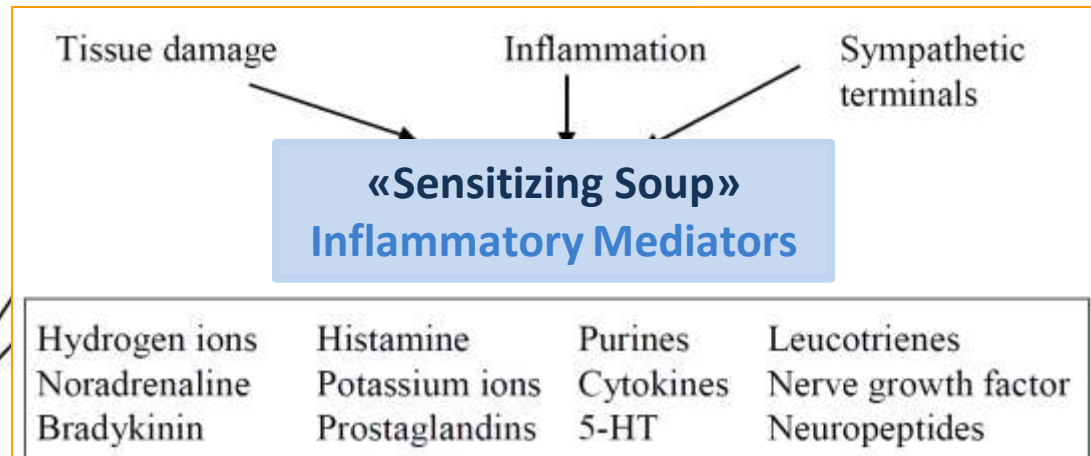 Tissue damage Inflammation Sympathetic
terminals
«Sensitizing Soup»
Inflammatory Mediators
Hydrogen ions Histamine Purines Leucotrienes
Noradrenaline Potassium ions Cytokines Nerve growth factor
Bradykinin Prostaglandins 5-HT Neuropeptides